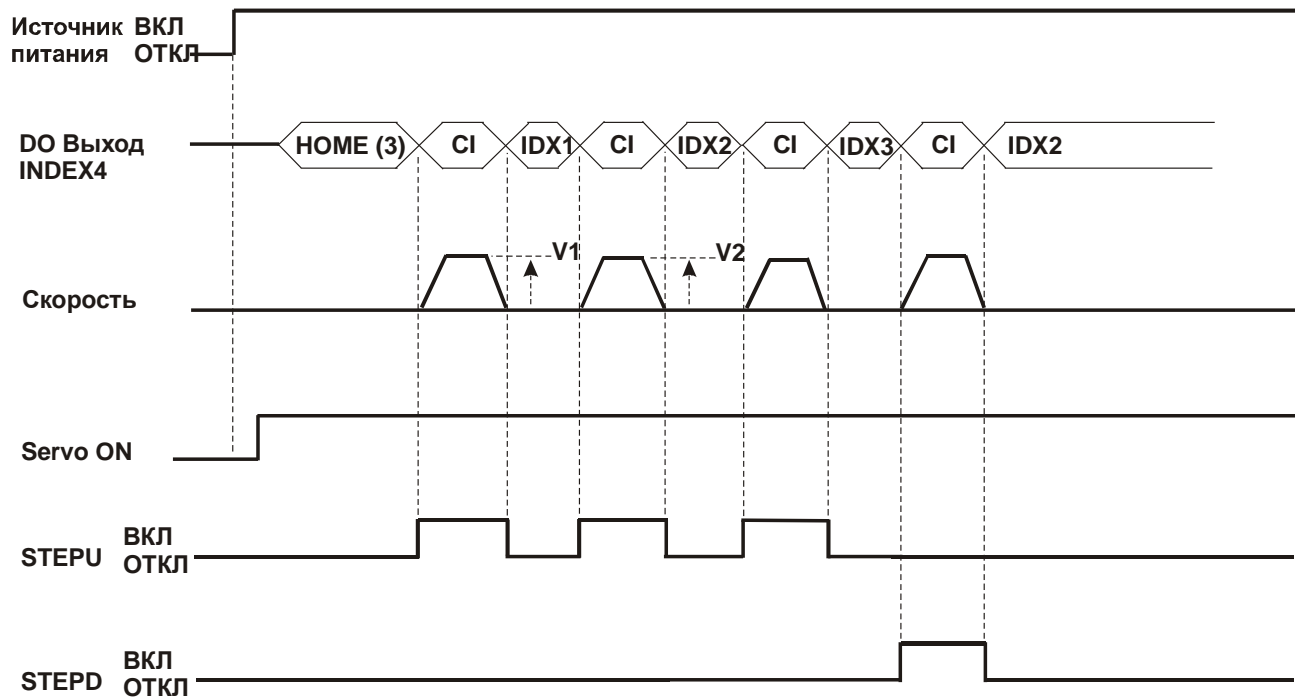 Источник ВКЛ
питания ОТКЛ
DO Выход
INDEX4
HOME (3) CI IDX1 CI IDX2 CI IDX3 CI IDX2
V1 V2
Скорость
Servo ON
STEPU ВКЛ
ОТКЛ
STEPD ВКЛ
ОТКЛ